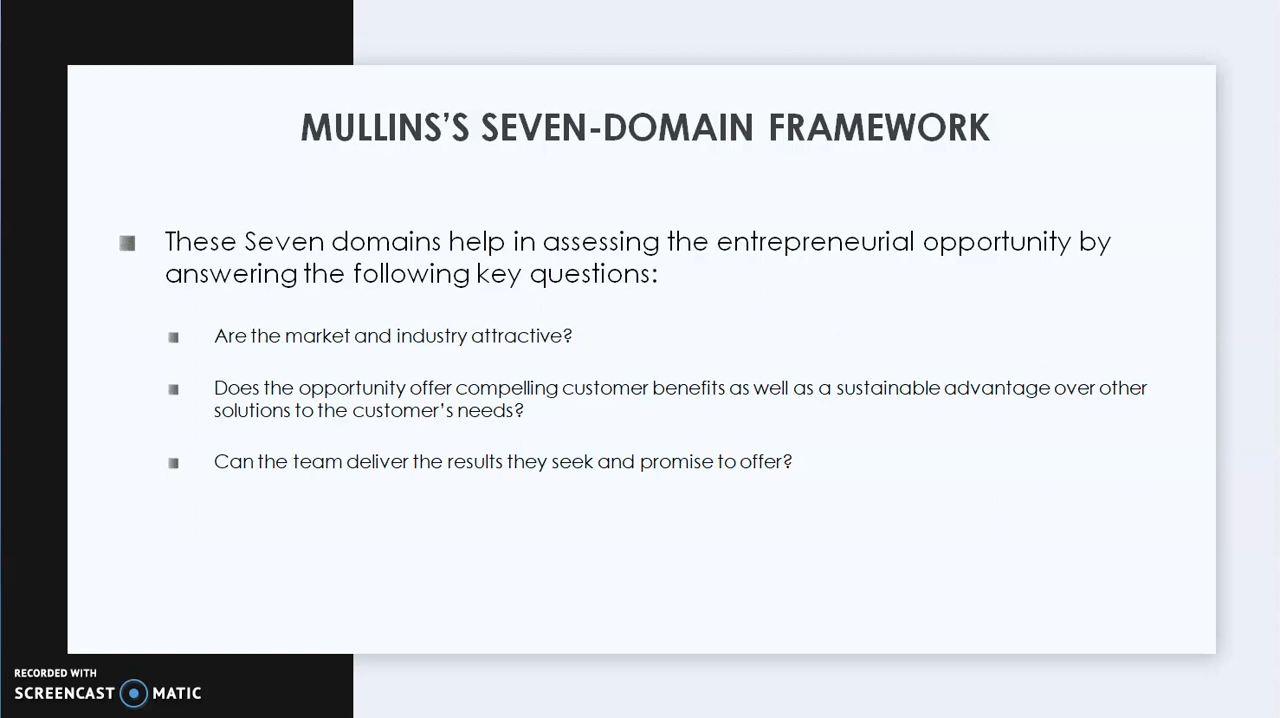 MULLINS’S SEVEN-DOMAIN FRAMEWORK
These Seven domains help in assessing the entrepreneurial opportunity by
answering the following key questions:
Are the market and industry attractive?
Does the opportunity offer compelling customer benefits as well as a sustainable advantage over other
solutions to the customer’s needs?
Can the team deliver the results they seek and promise to offer?
RECORDED WITH
SCREENCAST MATIC